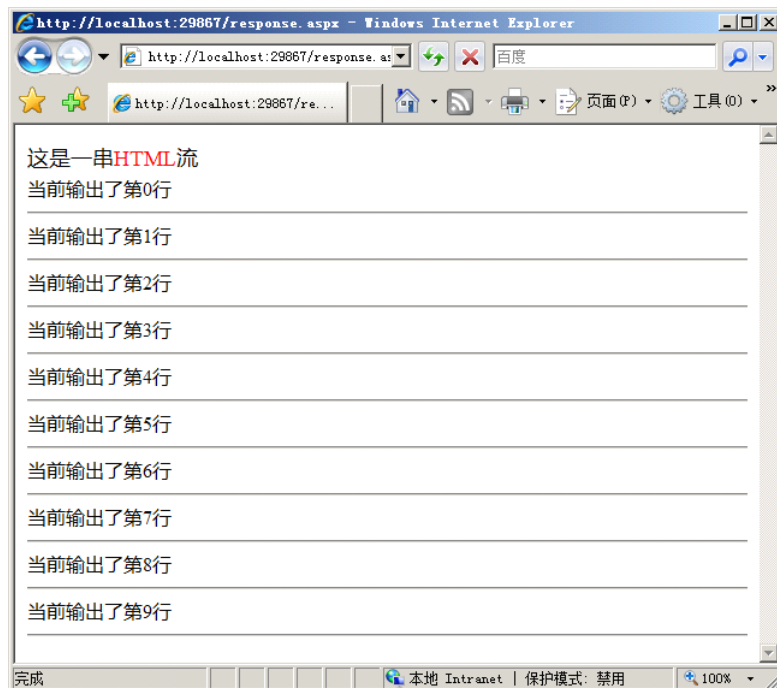 http://localhost:29867/response.aspx - Windows Internet Explorer
http://localhost:29867/response.a 百度
http://localhost:29867/re... 页面(P) 工具(O) »
这是一串HTML流
当前输出了第0行
当前输出了第1行
当前输出了第2行
当前输出了第3行
当前输出了第4行
当前输出了第5行
当前输出了第6行
当前输出了第7行
当前输出了第8行
当前输出了第9行
完成 本地 Intranet | 保护模式: 禁用 100%